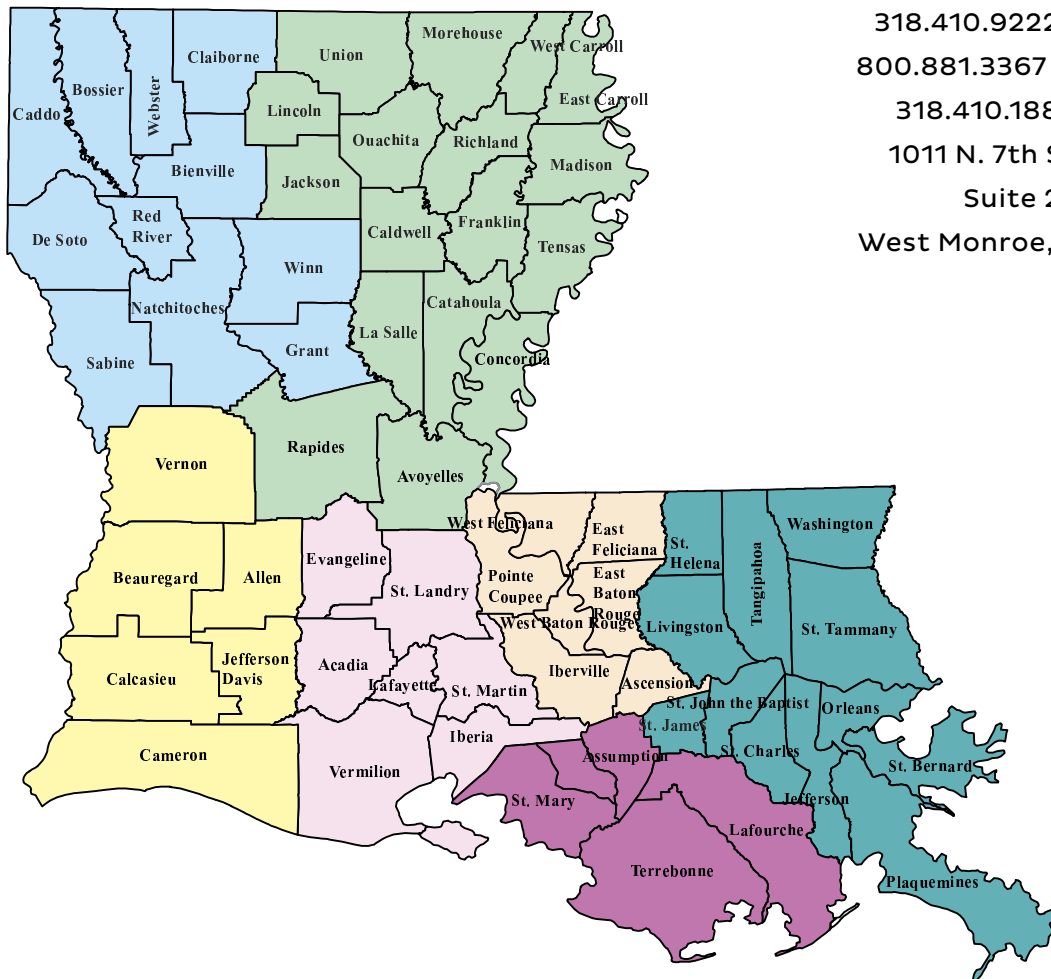 318.410.9222
800.881.3367
318.410.188
1011 N. 7th S
Suite 2
West Monroe,
Morehouse
West Carroll
Union
Claiborne
Bossier
Webster
East Carroll
Lincoln
Caddo
Ouachita
Richland
Madison
Bienville
Jackson
Red
River
Franklin
Caldwell
De Soto
Tensas
Winn
Catahoula
Natchitoches
La Salle
Grant
Concordia
Sabine
Rapides
Vernon
Avoyelles
West Feliciana
East
Feliciana
Washington
St.
Helena
Tangipahoa
Evangeline
Beauregard
Allen
St. Landry
Pointe
Coupee
East
Baton
Rouge
West Baton Rouge
Livingston
St. Tammany
Acadia
Jefferson
Davis
Calcasieu
Lafayette
St. Martin
Iberville
Ascension
St. John the Baptist
Orleans
St. James
Iberia
St. Charles
Cameron
Assumption
St. Bernard
Vermilion
St. Mary
Jefferson
Lafourche
Terrebonne
Plaquemines